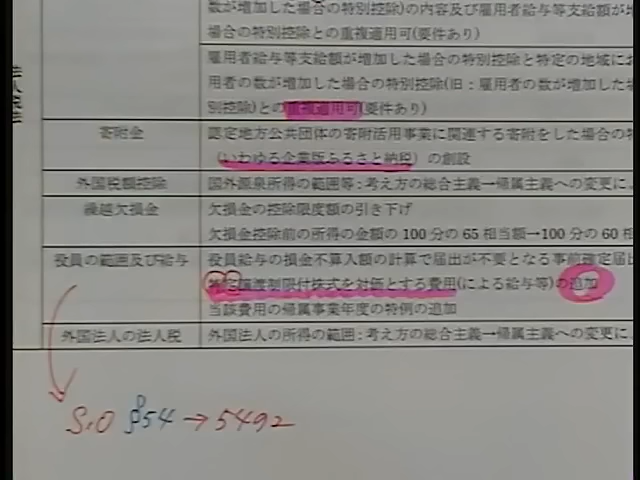 数が増加した場合の特別控除)の内容及び雇用者給与等支給額が
場合の特別控除との重複適用可(要件あり)
雇用者給与等支給額が増加した場合の特別控除と特定の地域に
用者の数が増加した場合の特別控除(旧：雇用者の数が増加した場
別控除)との重複適用可(要件あり)
法人税法
寄附金
認定地方公共団体の寄附活用事業に関連する寄附をした場合の
(いわゆる企業版ふるさと納税)の創設
外国税額控除
国外源泉所得の範囲等：考え方の総合主義→帰属主義への変更に
繰越欠損金
欠損金の控除限度額の引き下げ
欠損金控除前の所得の金額の100分の65相当額→100分の60相
役員の範囲及び給与
役員給与の損金不算入額の計算で届出が不要となる事前確定届
特定譲渡制限付株式を対価とする費用(による給与等)の追加
当該費用の帰属事業年度の特例の追加
外国法人の法人税
外国法人の所得の範囲：考え方の総合主義→帰属主義への変更に
54→5492